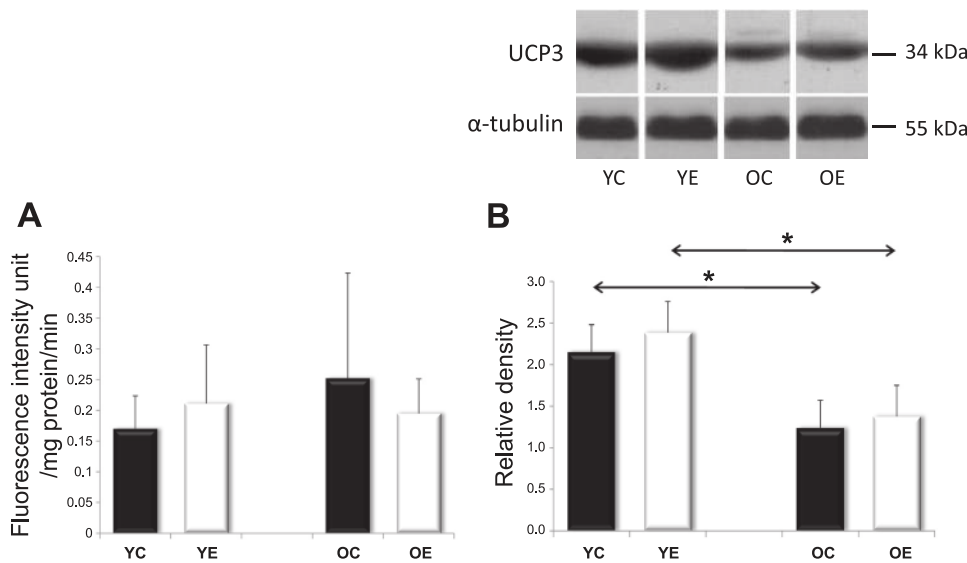 UCP3
34 kDa
α-tubulin
55 kDa
YC YE OC OE
A
Fluorescence intensity unit
/mg protein/min
0.45
0.4
0.35
0.3
0.25
0.2
0.15
0.1
0.05
0
YC YE OC OE
B
*
*
Relative density
3.0
2.5
2.0
1.5
1.0
0.5
0.0
YC YE OC OE